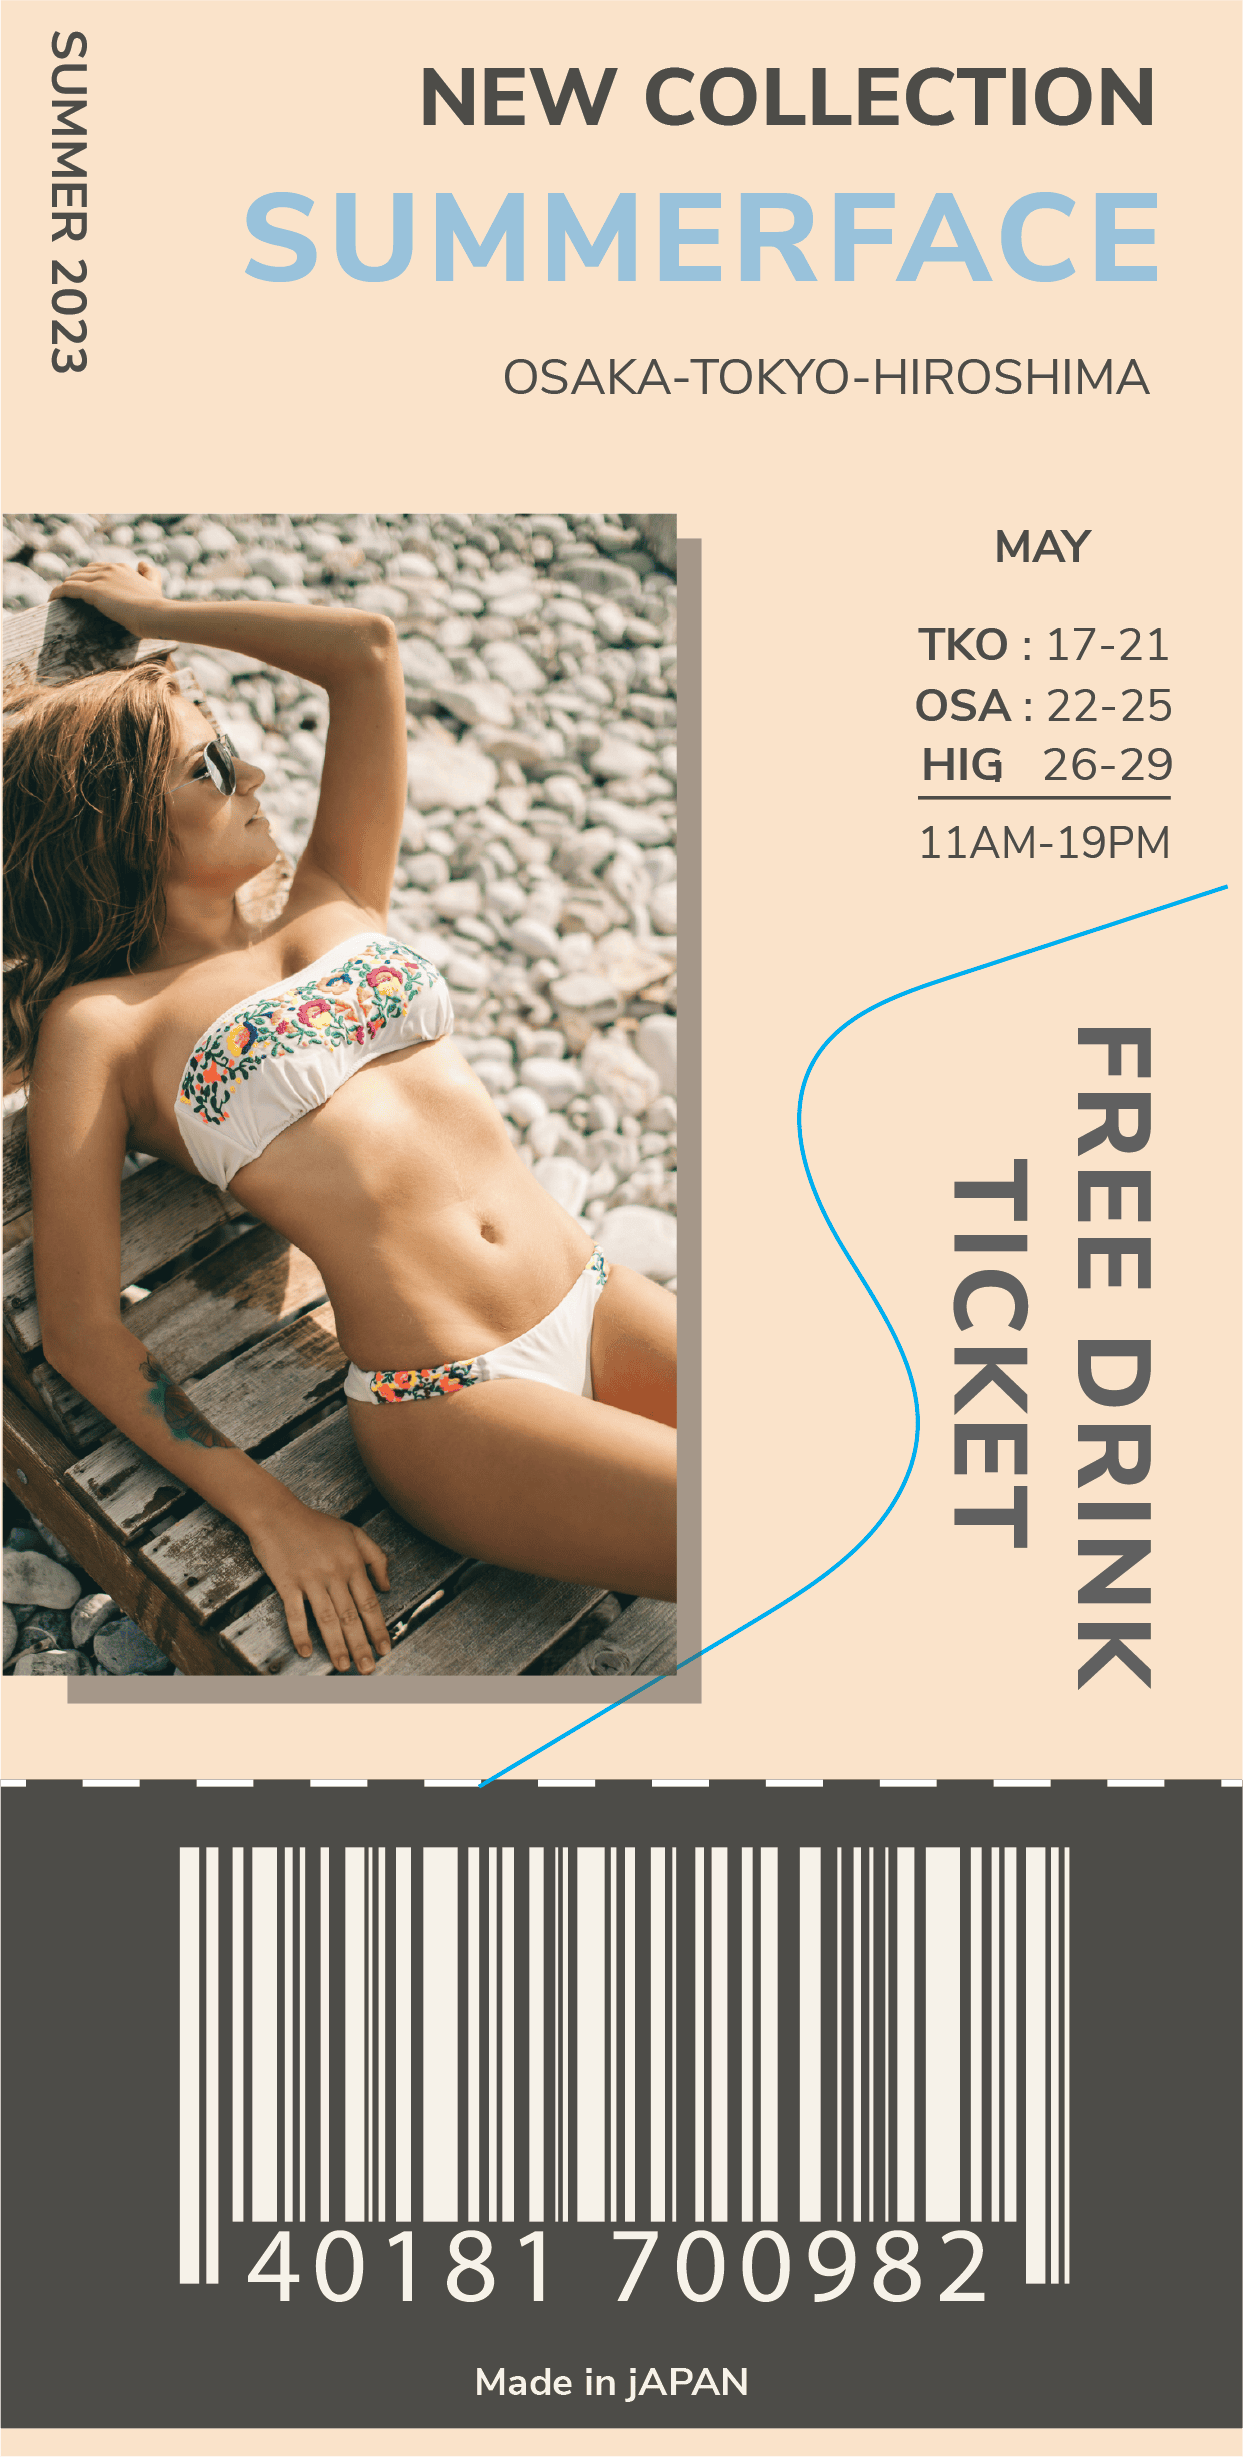 SUMMER 2023
NEW COLLECTION
SUMMERFACE
OSAKA-TOKYO-HIROSHIMA
MAY
TKO : 17-21
OSA : 22-25
HIG 26-29
11AM-19PM
FREE DRINK
TICKET
40181 700982
Made in jAPAN